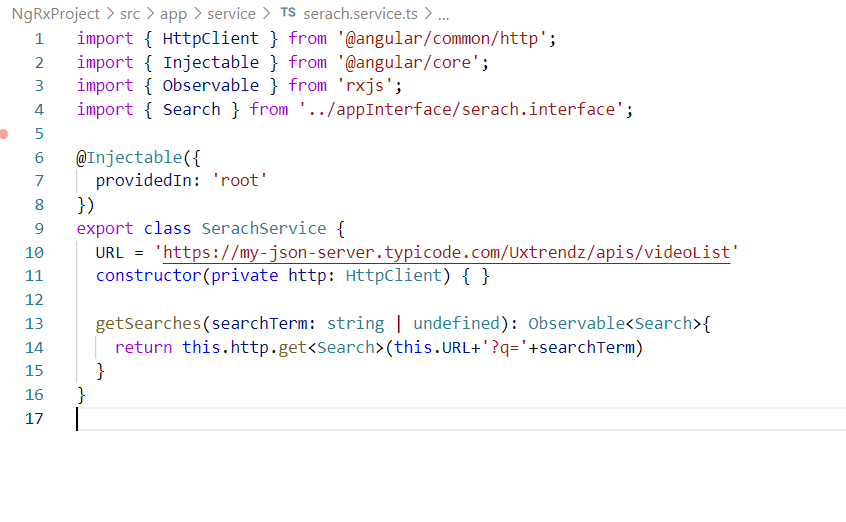 NgRxProject > src > app > service > TS serach.service.ts > ...
1 import { HttpClient } from '@angular/common/http';
2 import { Injectable } from '@angular/core';
3 import { Observable } from 'rxjs';
4 import { Search } from '../appInterface/serach.interface';
5
6 @Injectable({
7   providedIn: 'root'
8 })
9 export class SerachService {
10   URL = 'https://my-json-server.typicode.com/Uxtrendz/apis/videoList'
11   constructor(private http: HttpClient) { }
12
13   getSearches(searchTerm: string | undefined): Observable<Search>{
14     return this.http.get<Search>(this.URL+'?q='+searchTerm)
15   }
16 }
17